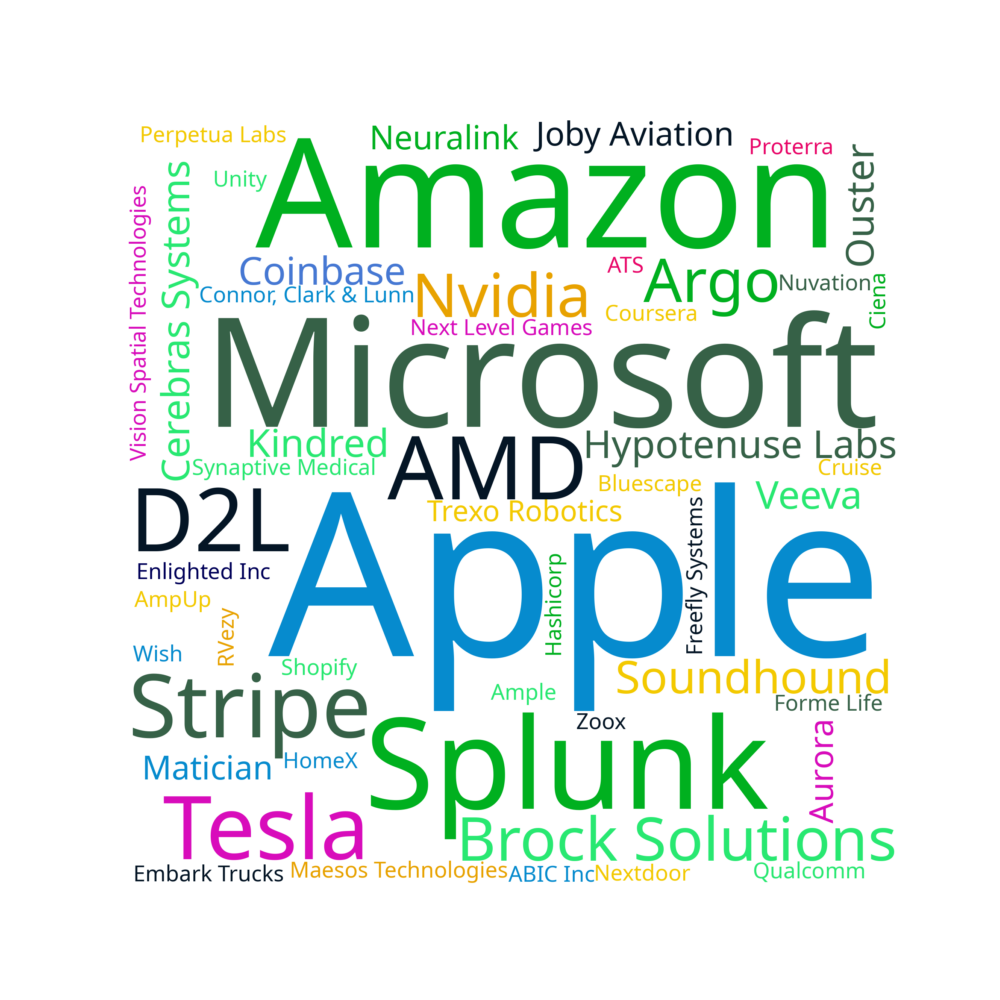 Perpetua Labs
Neuralink
Joby Aviation
Proterra
Amazon
Unity
Ouster
Vision Spatial Technologies
Cerebras Systems
Coinbase
ATS
Argo
Nuvation
Ciena
Connor, Clark & Lunn
Nvidia
Coursera
Next Level Games
Microsoft
Kindred
AMD
Hypotenuse Labs
Synaptive Medical
Cruise
Bluescape
Veeva
D2L
Trexo Robotics
Apple
Freefly Systems
Hashicorp
Enlighted Inc
AmpUp
RVezy
Wish
Shopify
Soundhound
Stripe
Ample
Forme Life
Zoox
Aurora
Splunk
HomeX
Matician
Tesla
Brock Solutions
Embark Trucks
Maesos Technologies
ABIC Inc
Nextdoor
Qualcomm